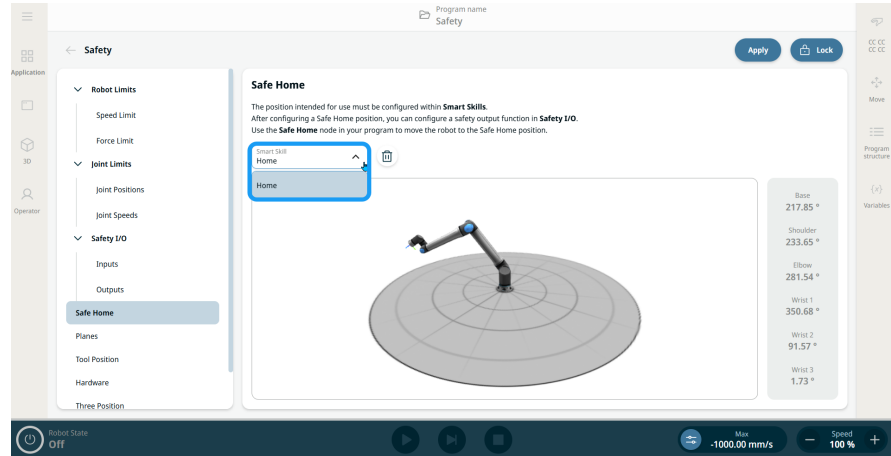 Program name
Safety
Safety
Apply
Lock
Application
3D
Operator
Robot Limits
Speed Limit
Force Limit
Joint Limits
Joint Positions
Joint Speeds
Safety I/O
Inputs
Outputs
Safe Home
Planes
Tool Position
Hardware
Three Position
Safe Home
The position intended for use must be configured within Smart Skills.
After configuring a Safe Home position, you can configure a safety output function in Safety I/O.
Use the Safe Home node in your program to move the robot to the Safe Home position.
Smart Skill
Home
Home
Base
217.85 °
Shoulder
233.65 °
Elbow
281.54 °
Wrist 1
350.68 °
Wrist 2
91.57 °
Wrist 3
1.73 °
CC CC
CC CC
Move
Program
structure
{x}
Variables
Robot State
Off
Max
-1000.00 mm/s
Speed
100 %